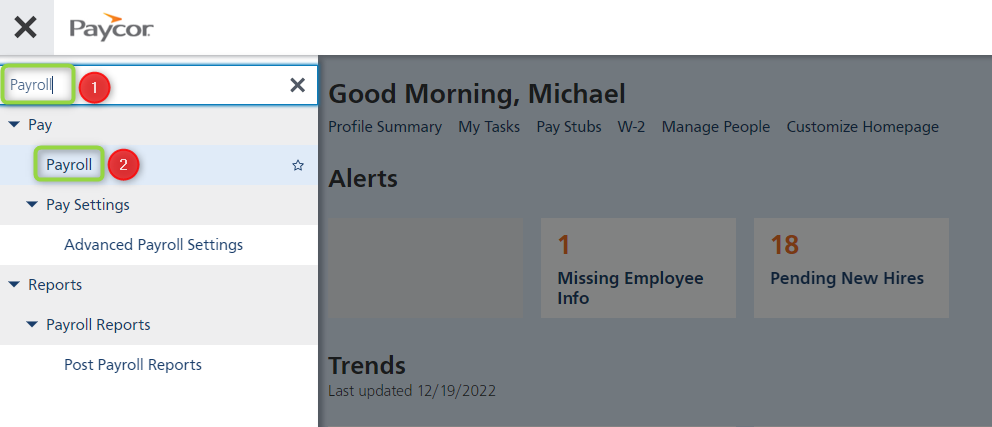 Paycor
Payroll
1
Pay
Payroll
2
Pay Settings
Advanced Payroll Settings
Reports
Payroll Reports
Post Payroll Reports
Good Morning, Michael
Profile Summary My Tasks Pay Stubs W-2 Manage People Customize Homepage
Alerts
1
Missing Employee
Info
18
Pending New Hires
Trends
Last updated 12/19/2022